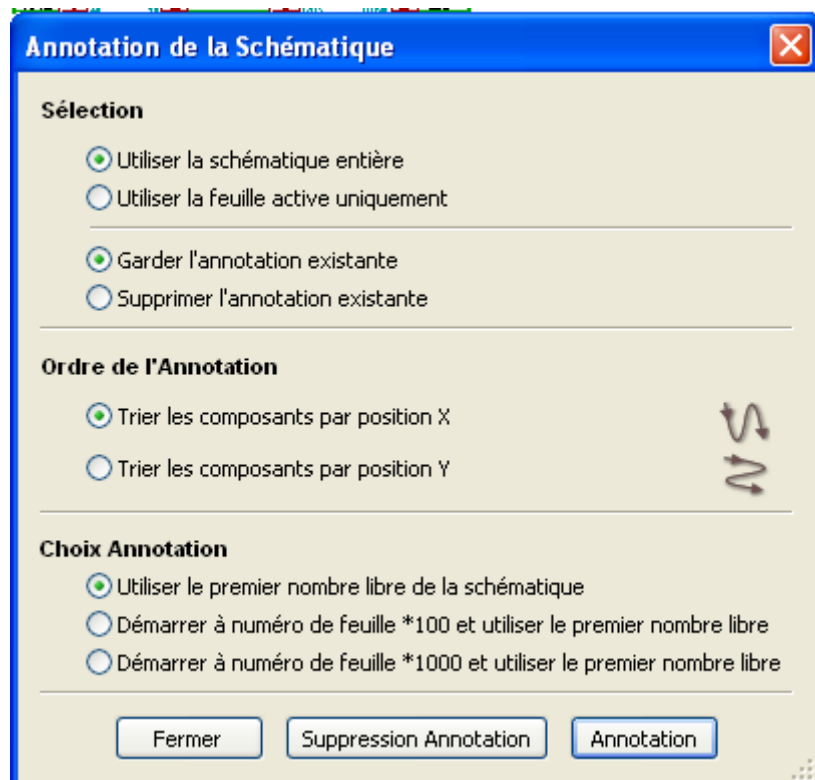 Annotation de la Schématique
Sélection
Utiliser la schématique entière
Utiliser la feuille active uniquement
Garder l'annotation existante
Supprimer l'annotation existante
Ordre de l'Annotation
Trier les composants par position X
Trier les composants par position Y
Choix Annotation
Utiliser le premier nombre libre de la schématique
Démarrer à numéro de feuille *100 et utiliser le premier nombre libre
Démarrer à numéro de feuille *1000 et utiliser le premier nombre libre
Fermer Suppression Annotation Annotation